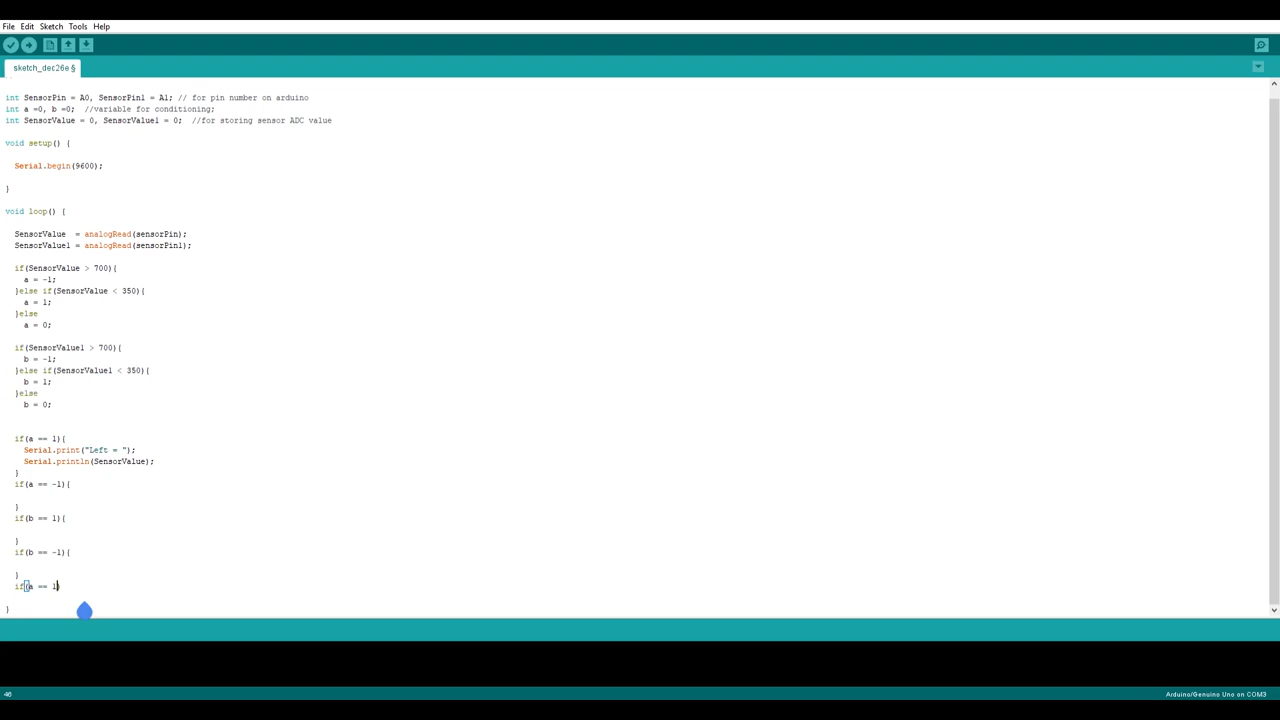 File Edit Sketch Tools Help
sketch_dec26e §
int SensorPin = A0, SensorPin1 = A1; // for pin number on arduino
int a =0, b =0;  //variable for conditioning;
int SensorValue = 0, SensorValue1 = 0;  //for storing sensor ADC value
void setup() {
Serial.begin(9600);
}
void loop() {
SensorValue  = analogRead(sensorPin);
SensorValue1 = analogRead(sensorPin1);
if(SensorValue > 700){
a = -1;
}else if(SensorValue < 350){
a = 1;
}else
a = 0;
if(SensorValue1 > 700){
b = -1;
}else if(SensorValue1 < 350){
b = 1;
}else
b = 0;
if(a == 1){
Serial.print("Left = ");
Serial.println(SensorValue);
}
if(a == -1){
}
if(b == 1){
}
if(b == -1){
}
if(a == 1)
}
46
Arduino/Genuino Uno on COM3